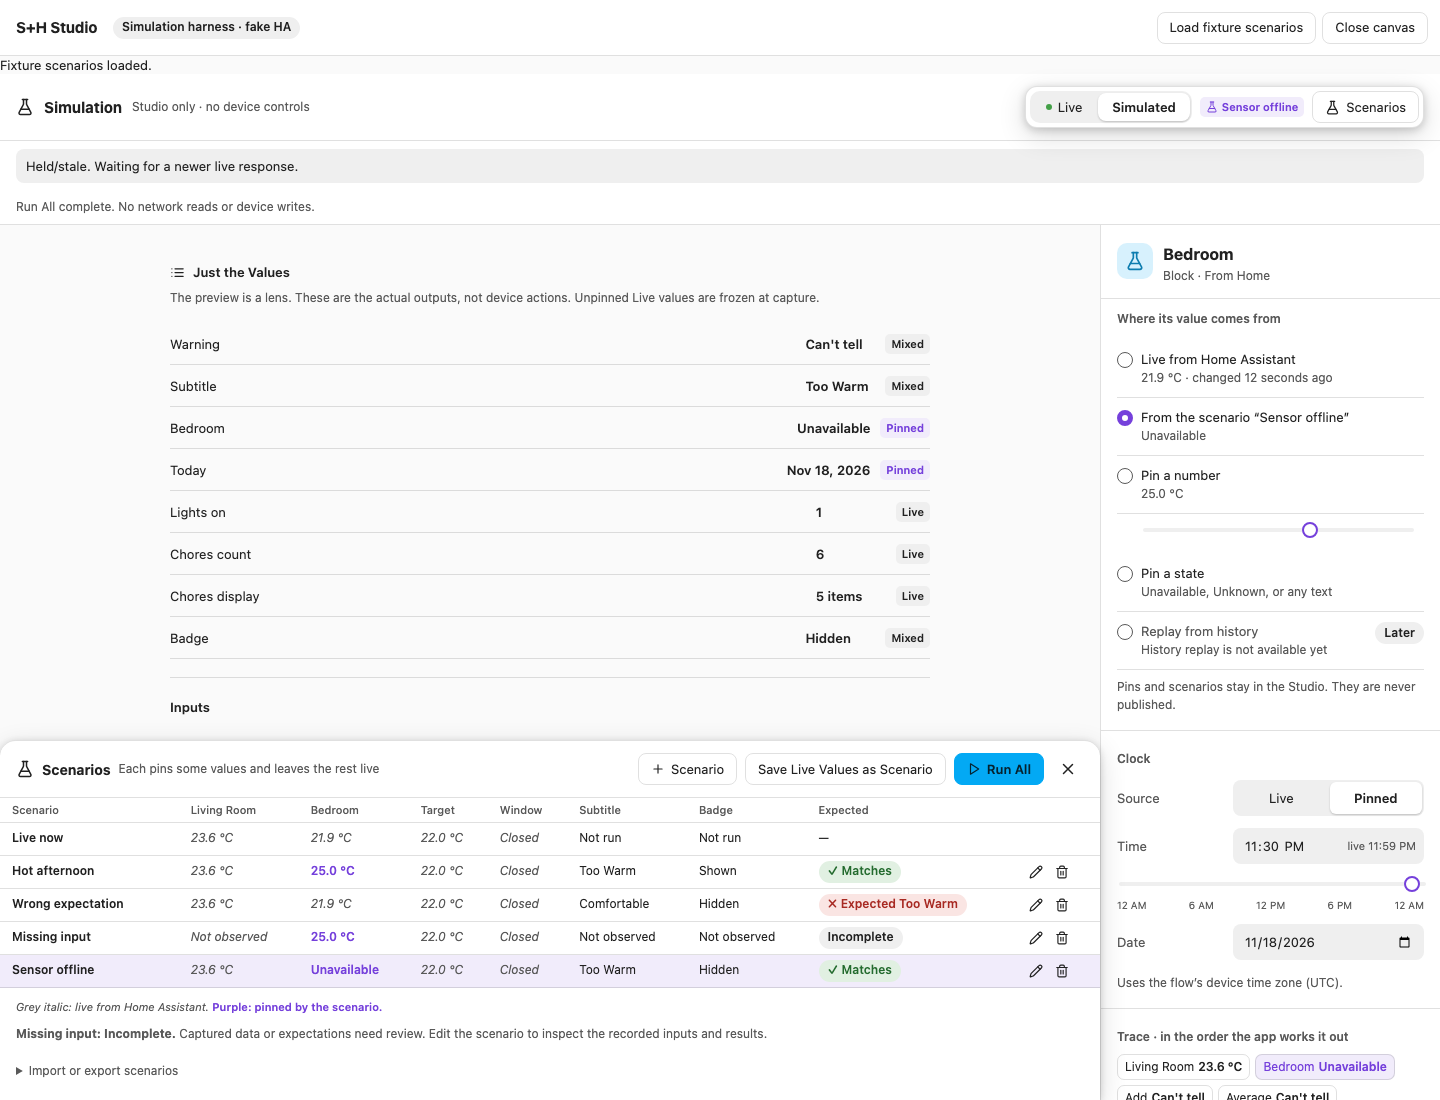 S+H Studio
Simulation harness · fake HA
Load fixture scenarios
Close canvas
Fixture scenarios loaded.
Simulation
Studio only · no device controls
Live
Simulated
Sensor offline
Scenarios
Held/stale. Waiting for a newer live response.
Run All complete. No network reads or device writes.
Just the Values
The preview is a lens. These are the actual outputs, not device actions. Unpinned Live values are frozen at capture.
Warning Can't tell Mixed
Subtitle Too Warm Mixed
Bedroom Unavailable Pinned
Today Nov 18, 2026 Pinned
Lights on 1 Live
Chores count 6 Live
Chores display 5 items Live
Badge Hidden Mixed
Inputs
Scenarios
Each pins some values and leaves the rest live
+ Scenario
Save Live Values as Scenario
Run All
Scenario Living Room Bedroom Target Window Subtitle Badge Expected
Live now 23.6 °C 21.9 °C 22.0 °C Closed Not run Not run —
Hot afternoon 23.6 °C 25.0 °C 22.0 °C Closed Too Warm Shown ✓ Matches
Wrong expectation 23.6 °C 21.9 °C 22.0 °C Closed Comfortable Hidden ✕ Expected Too Warm
Missing input Not observed 25.0 °C 22.0 °C Closed Not observed Not observed Incomplete
Sensor offline 23.6 °C Unavailable 22.0 °C Closed Too Warm Hidden ✓ Matches
Grey italic: live from Home Assistant. Purple: pinned by the scenario.
Missing input: Incomplete. Captured data or expectations need review. Edit the scenario to inspect the recorded inputs and results.
Import or export scenarios
Bedroom
Block · From Home
Where its value comes from
Live from Home Assistant
21.9 °C · changed 12 seconds ago
From the scenario “Sensor offline”
Unavailable
Pin a number
25.0 °C
Pin a state
Unavailable, Unknown, or any text
Replay from history
Later
History replay is not available yet
Pins and scenarios stay in the Studio. They are never
published.
Clock
Source Live Pinned
Time 11:30 PM live 11:59 PM
12 AM 6 AM 12 PM 6 PM 12 AM
Date 11/18/2026
Uses the flow’s device time zone (UTC).
Trace · in the order the app works it out
Living Room 23.6 °C
Bedroom Unavailable
Add Can't tell
Average Can't tell